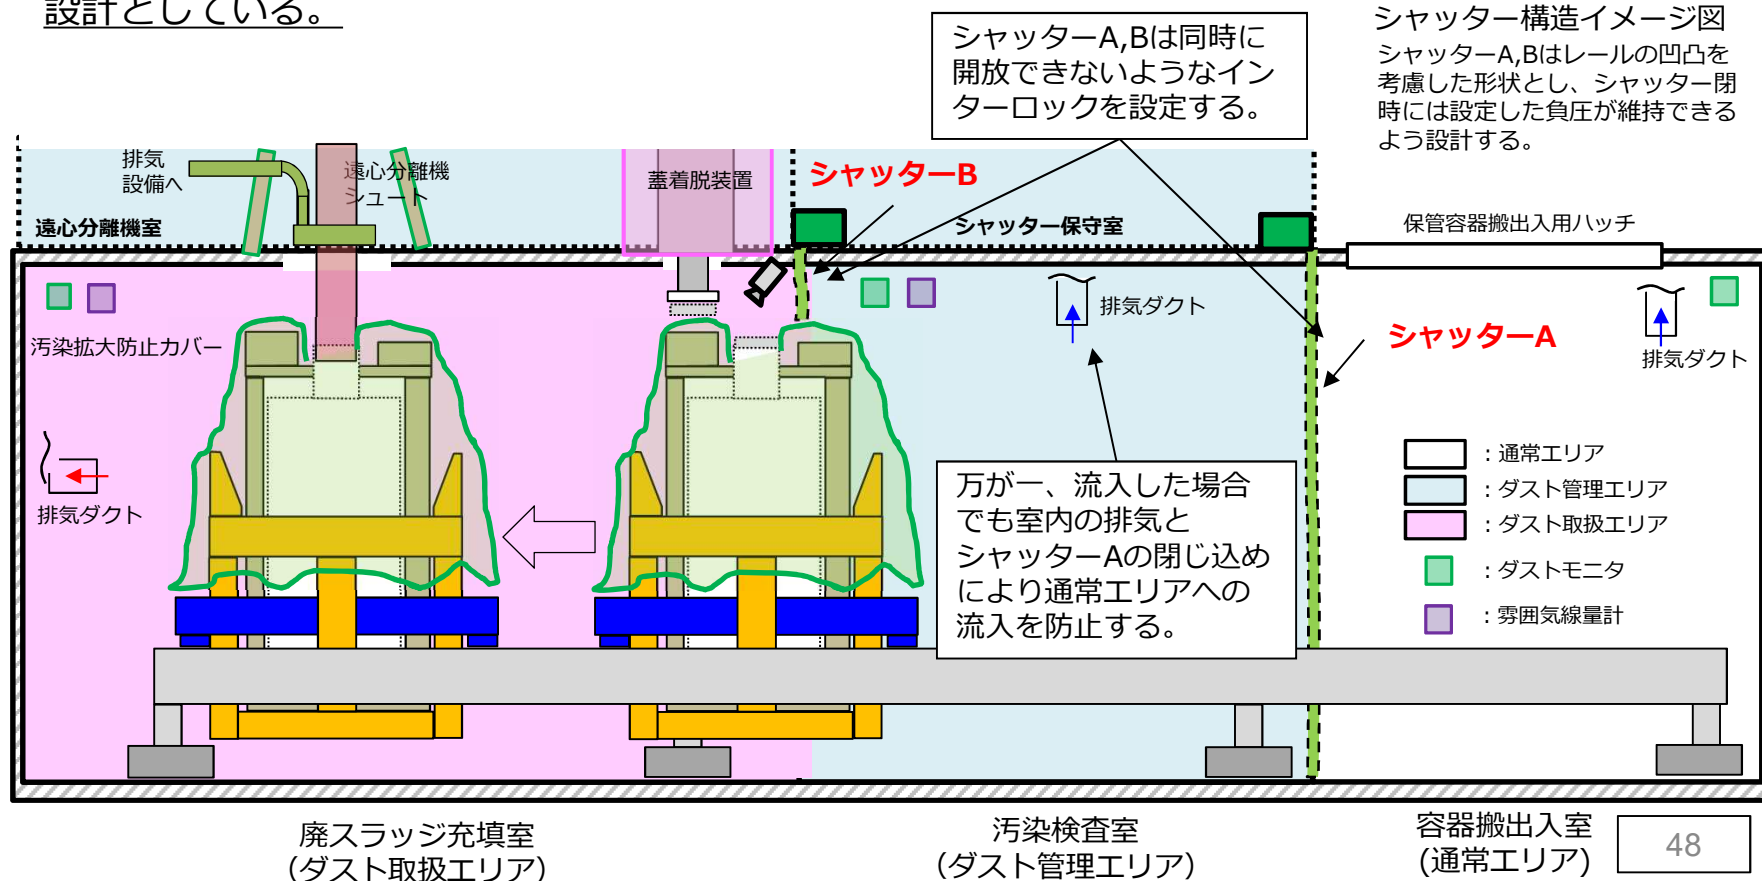 設計としている。
シャッターA,Bは同時に
開放できないようなイン
ターロックを設定する。
シャッター構造イメージ図
シャッターA,Bはレールの凹凸を
考慮した形状とし、シャッター閉
時には設定した負圧が維持できる
よう設計する。
排気
設備へ
遠心分離機
シュート
蓋着脱装置
シャッターB
遠心分離機室
シャッター保守室
保管容器搬出入用ハッチ
排気ダクト
シャッターA
排気ダクト
汚染拡大防止カバー
排気ダクト
万が一、流入した場合
でも室内の排気と
シャッターAの閉じ込め
により通常エリアへの
流入を防止する。
：通常エリア
：ダスト管理エリア
：ダスト取扱エリア
：ダストモニタ
：雰囲気線量計
廃スラッジ充填室
（ダスト取扱エリア）
汚染検査室
（ダスト管理エリア）
容器搬出入室
(通常エリア)
48